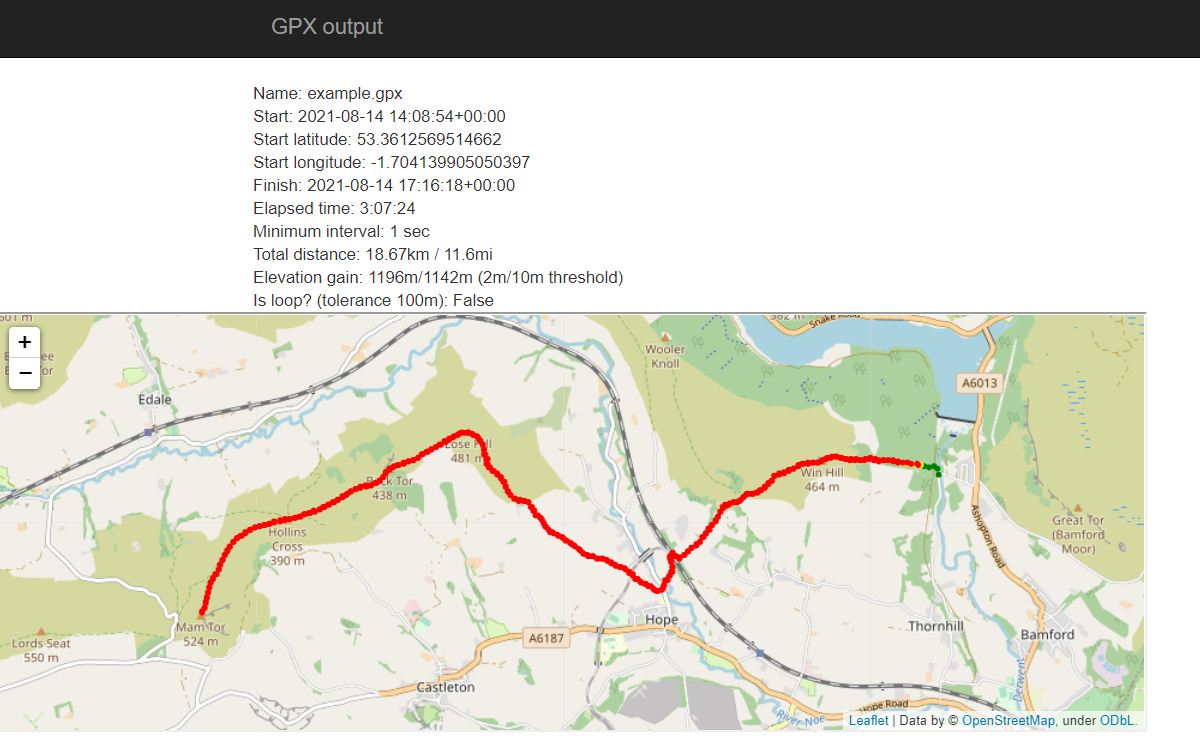 GPX output
Name: example.gpx
Start: 2021-08-14 14:08:54+00:00
Start latitude: 53.3612569514662
Start longitude: -1.704139905050397
Finish: 2021-08-14 17:16:18+00:00
Elapsed time: 3:07:24
Minimum interval: 1 sec
Total distance: 18.67km / 11.6mi
Elevation gain: 1196m/1142m (2m/10m threshold)
Is loop? (tolerance 100m): False
+
−
Snake Road
Wooler
Knoll
A6013
Edale
Lose Hill
481 m
Back Tor
438 m
Win Hill
464 m
Hollins
Cross
390 m
Ashopton Road
Great Tor
(Bamford
Moor)
Mam Tor
524 m
Lords Seat
550 m
Hope
A6187
Thornhill
Bamford
Castleton
Derwent
River Noe
Hope Road
Leaflet | Data by © OpenStreetMap, under ODbL.